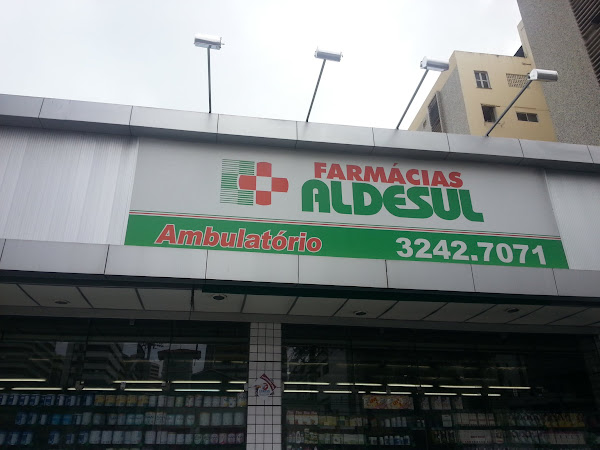 FARMÁCIAS
ALDESUL
Ambulatório 3242.7071